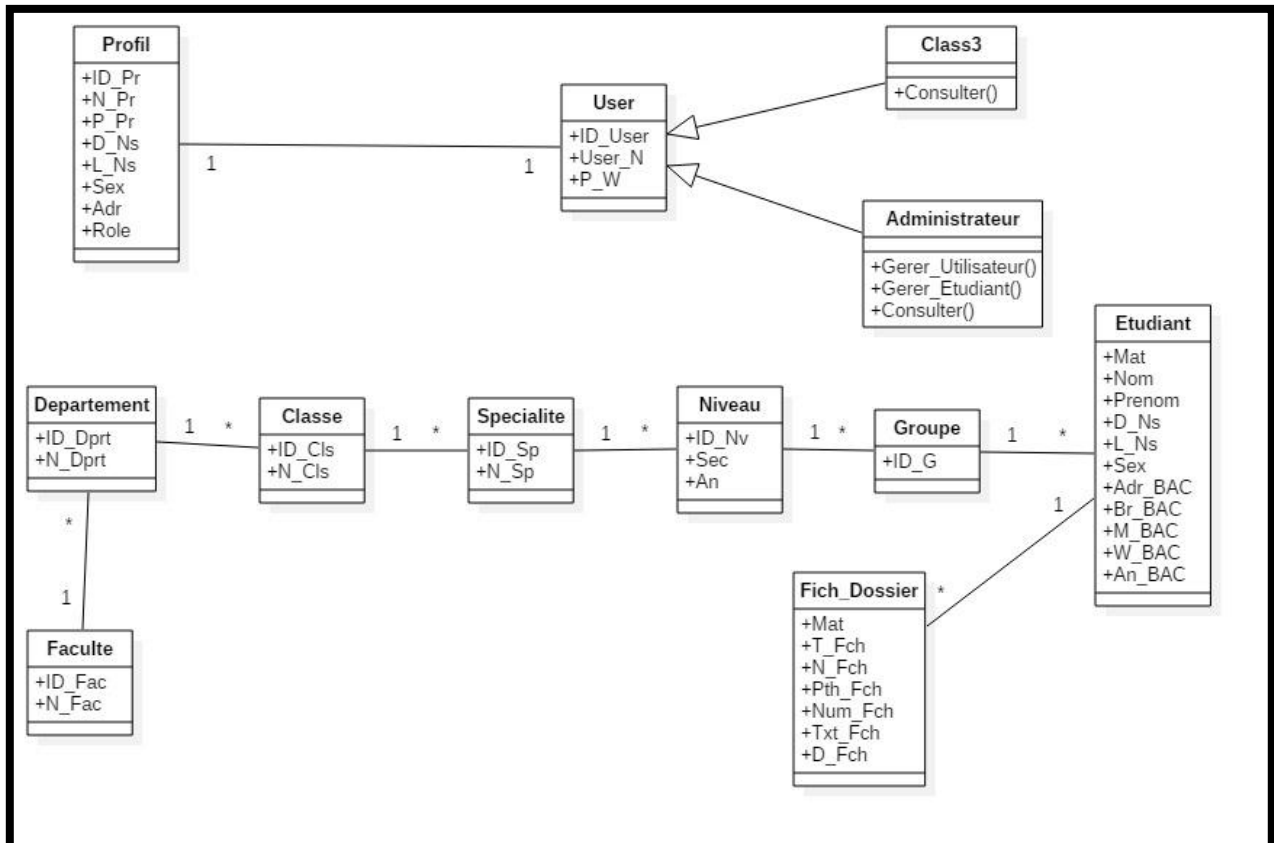 Profil
+ID_Pr
+N_Pr
+P_Pr
+D_Ns
+L_Ns
+Sex
+Adr
+Role
1
1
User
+ID_User
+User_N
+P_W
Class3
+Consulter()
Administrateur
+Gerer_Utilisateur()
+Gerer_Etudiant()
+Consulter()
Departement
+ID_Dprt
+N_Dprt
1
*
Classe
+ID_Cls
+N_Cls
1
*
Specialite
+ID_Sp
+N_Sp
1
*
Niveau
+ID_Nv
+Sec
+An
1
*
Groupe
+ID_G
1
*
Etudiant
+Mat
+Nom
+Prenom
+D_Ns
+L_Ns
+Sex
+Adr_BAC
+Br_BAC
+M_BAC
+W_BAC
+An_BAC
*
1
Faculte
+ID_Fac
+N_Fac
1
*
Fich_Dossier
+Mat
+T_Fch
+N_Fch
+Pth_Fch
+Num_Fch
+Txt_Fch
+D_Fch